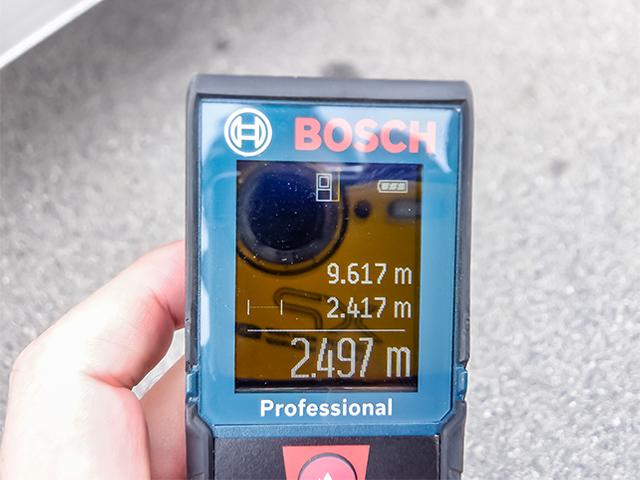 BOSCH
9.617 m
2.417 m
2.497 m
Professional